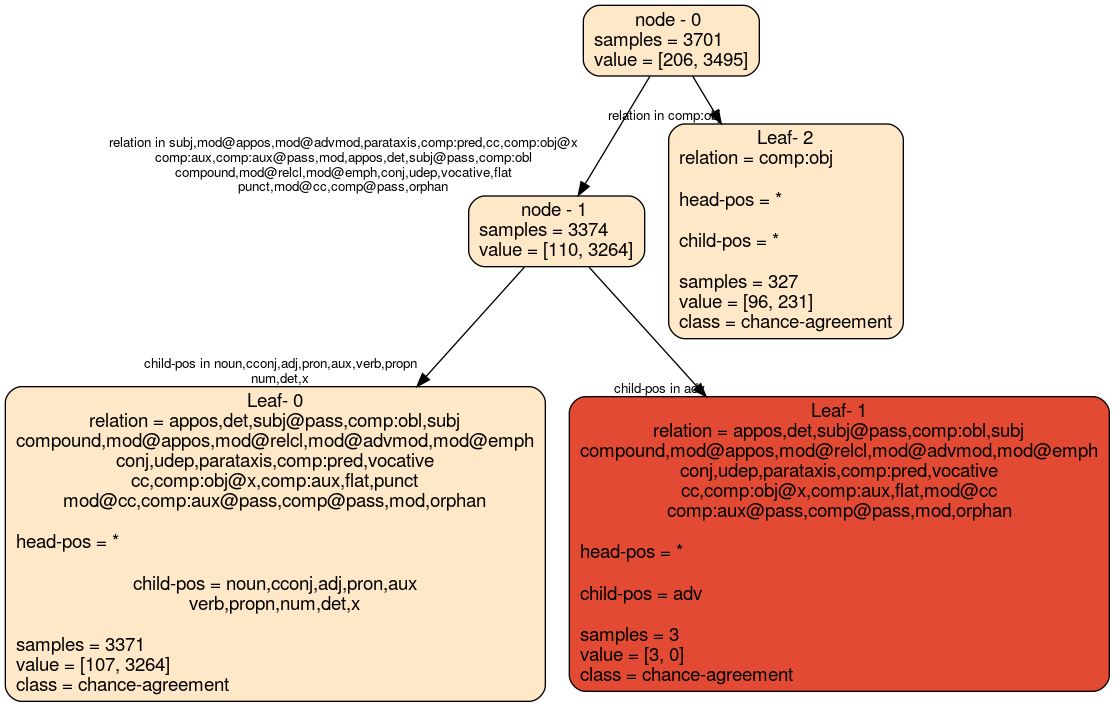 node - 0
samples = 3701
value = [206, 3495]
relation in comp:obj
relation in subj,mod@appos,mod@advmod,parataxis,comp:pred,cc,comp:obj@x
comp:aux,comp:aux@pass,mod,appos,det,subj@pass,comp:obl
compound,mod@relcl,mod@emph,conj,udep,vocative,flat
punct,mod@cc,comp@pass,orphan
Leaf- 2
relation = comp:obj
head-pos = *
child-pos = *
samples = 327
value = [96, 231]
class = chance-agreement
node - 1
samples = 3374
value = [110, 3264]
child-pos in noun,cconj,adj,pron,aux,verb,propn
num,det,x
child-pos in adv
Leaf- 0
relation = appos,det,subj@pass,comp:obl,subj
compound,mod@appos,mod@relcl,mod@advmod,mod@emph
conj,udep,parataxis,comp:pred,vocative
cc,comp:obj@x,comp:aux,flat,punct
mod@cc,comp:aux@pass,comp@pass,mod,orphan
head-pos = *
child-pos = noun,cconj,adj,pron,aux
verb,propn,num,det,x
samples = 3371
value = [107, 3264]
class = chance-agreement
Leaf- 1
relation = appos,det,subj@pass,comp:obl,subj
compound,mod@appos,mod@relcl,mod@advmod,mod@emph
conj,udep,parataxis,comp:pred,vocative
cc,comp:obj@x,comp:aux,flat,mod@cc
comp:aux@pass,comp@pass,mod,orphan
head-pos = *
child-pos = adv
samples = 3
value = [3, 0]
class = chance-agreement